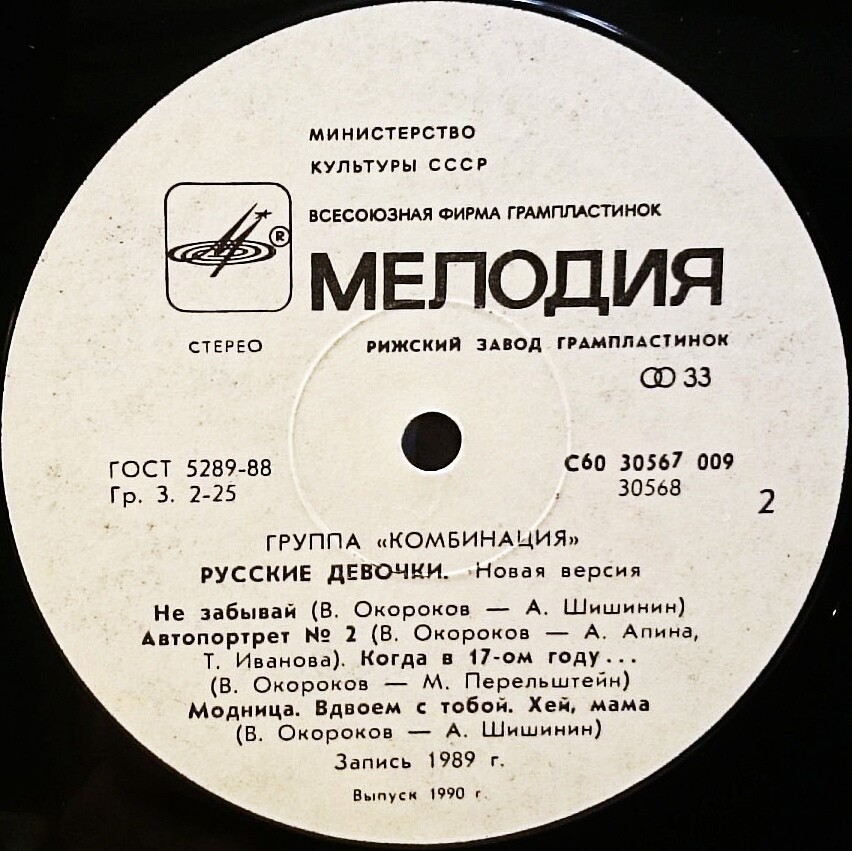 МИНИСТЕРСТВО
КУЛЬТУРЫ СССР
ВСЕСОЮЗНАЯ ФИРМА ГРАМПЛАСТИНОК
®
МЕЛОДИЯ
СТЕРЕО
РИЖСКИЙ ЗАВОД ГРАМПЛАСТИНОК
33
ГОСТ 5289-88
Гр. 3. 2-25
С60 30567 009
30568
2
ГРУППА «КОМБИНАЦИЯ»
РУССКИЕ ДЕВОЧКИ. Новая версия
Не забывай (В. Окороков — А. Шишинин)
Автопортрет № 2 (В. Окороков — А. Апина,
Т. Иванова). Когда в 17-ом году...
(В. Окороков — М. Перельштейн)
Модница. Вдвоем с тобой. Хей, мама
(В. Окороков — А. Шишинин)
Запись 1989 г.
Выпуск 1990 г.